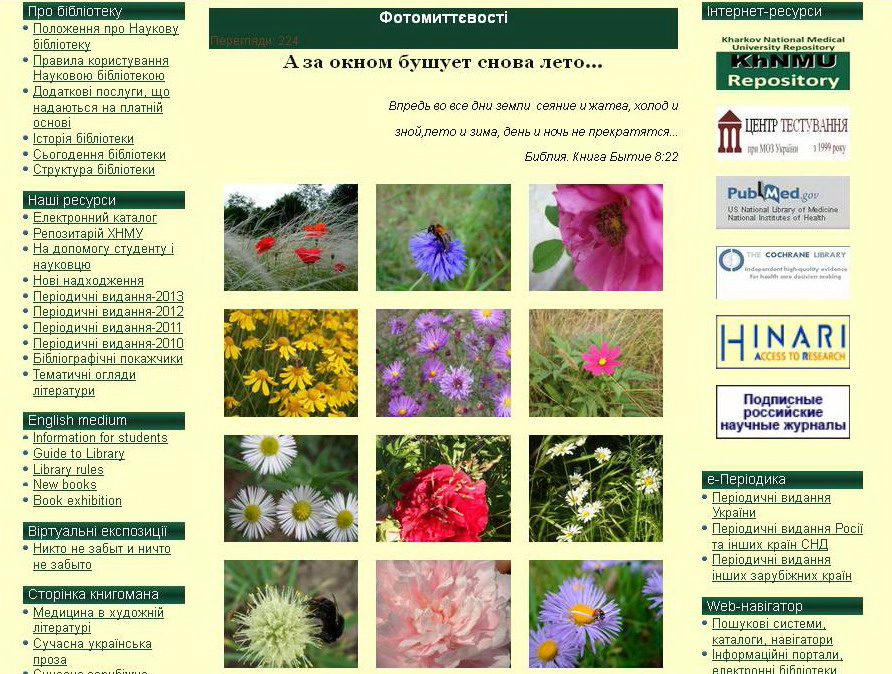 Про бібліотеку
Положення про Наукову
бібліотеку
Правила користування
Науковою бібліотекою
Додаткові послуги, що
надаються на платній
основі
Історія бібліотеки
Сьогодення бібліотеки
Структура бібліотеки
Наші ресурси
Електронний каталог
Репозитарій ХНМУ
На допомогу студенту і
науковцю
Нові надходження
Періодичні видання-2013
Періодичні видання-2012
Періодичні видання-2011
Періодичні видання-2010
Бібліографічні покажчики
Тематичні огляди
літератури
English medium
Information for students
Guide to Library
Library rules
New books
Book exhibition
Віртуальні експозиції
Никто не забыт и ничто
не забыто
Сторінка книгомана
Медицина в художній
літературі
Сучасна українська
проза
Сучасна зарубіжна
Фотомиттєвості
Перегляди: 224
А за окном бушует снова лето...
Впредь во все дни земли сеяние и жатва, холод и
зной,лето и зима, день и ночь не прекратятся...
Библия. Книга Бытие 8:22
Інтернет-ресурси
Kharkov National Medical
University Repository
KhNMU
Repository
ЦЕНТР ТЕСТУВАННЯ
при МОЗ України з 1999 року
PubMed.gov
US National Library of Medicine
National Institutes of Health
THE COCHRANE LIBRARY
Independent high-quality evidence
for health care decision making
HINARI
ACCESS TO RESEARCH
Подписные
российские
научные журналы
е-Періодика
Періодичні видання
України
Періодичні видання Росії
та інших країн СНД
Періодичні видання
інших зарубіжних країн
Web-навігатор
Пошукові системи,
каталоги, навігатори
Інформаційні портали,
електронні бібліотеки